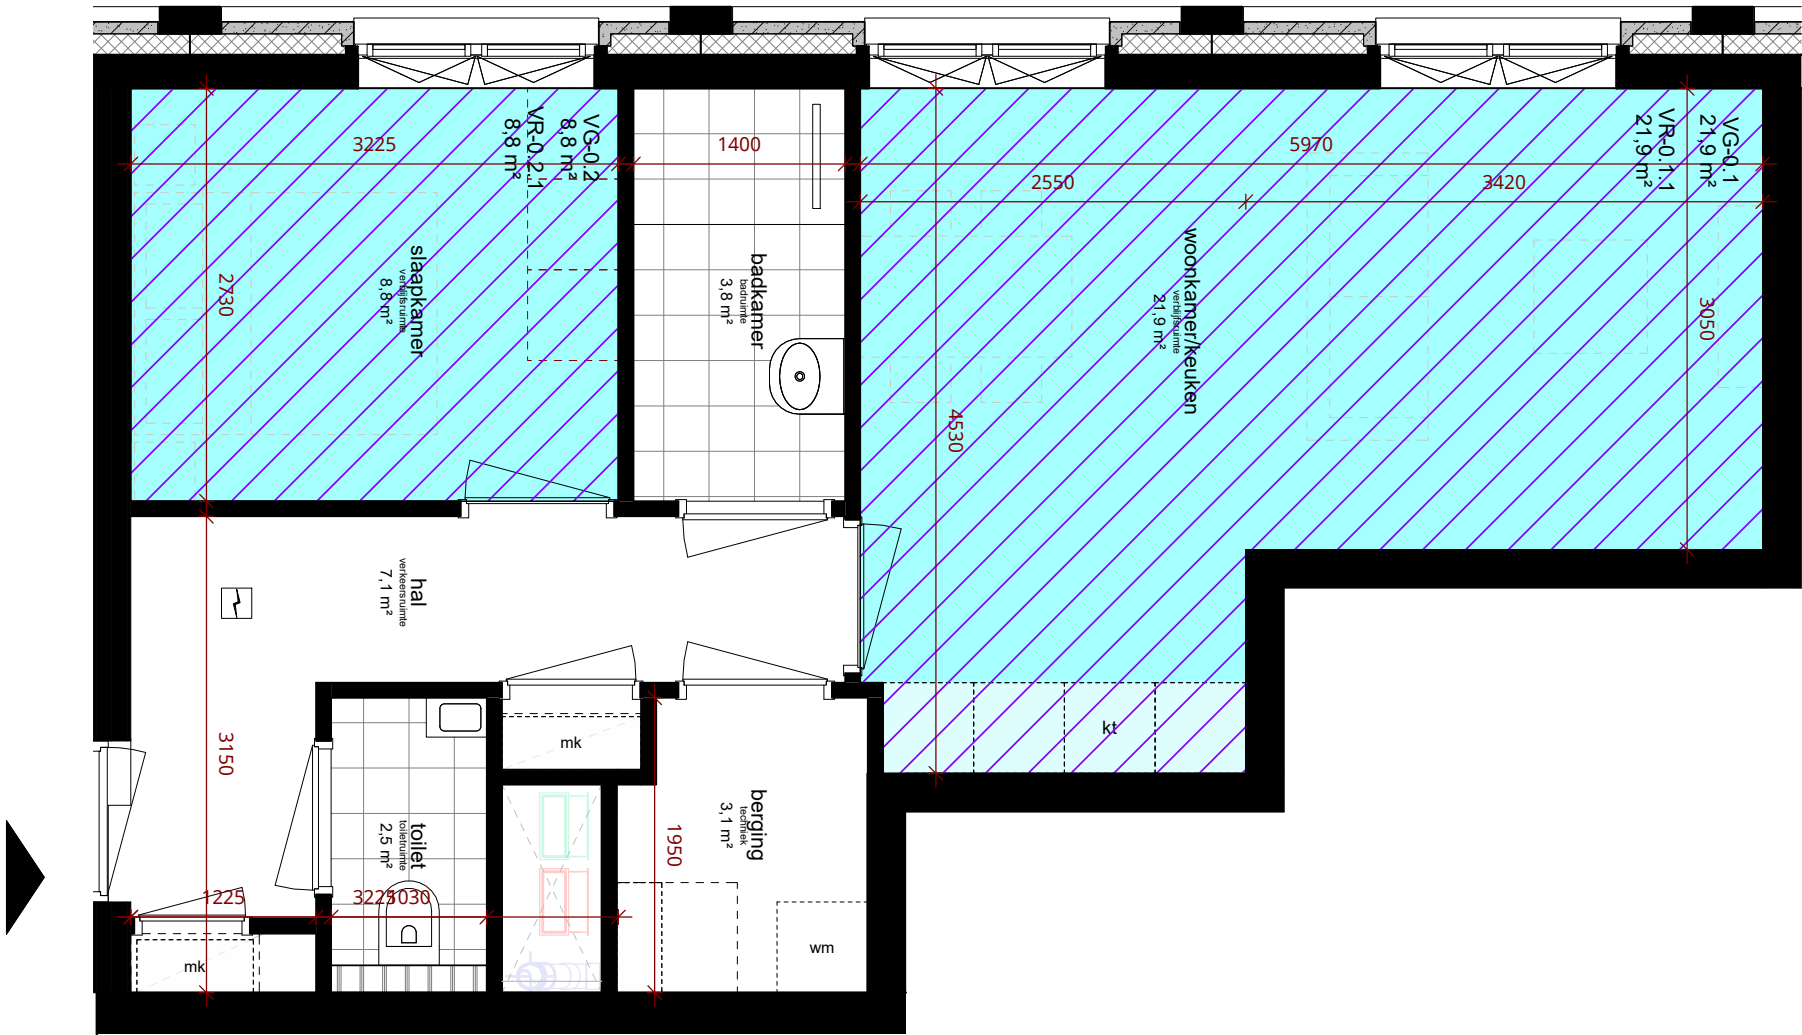 3225
1400
5970
2550
3420
VG-0.2
8,8 m²
VR-0.2.1
8,8 m²
VG-0.1
21,9 m²
VR-0.1.1
21,9 m²
slaapkamer
verblijfsruimte
8,8 m²
2730
badkamer
badruimte
3,8 m²
woonkamer/keuken
verblijfsruimte
21,9 m²
3050
4530
hal
verkeersruimte
7,1 m²
3150
kt
mk
toilet
toiletruimte
2,5 m²
berging
techniek
3,1 m²
1950
1225
3225
1030
mk
wm